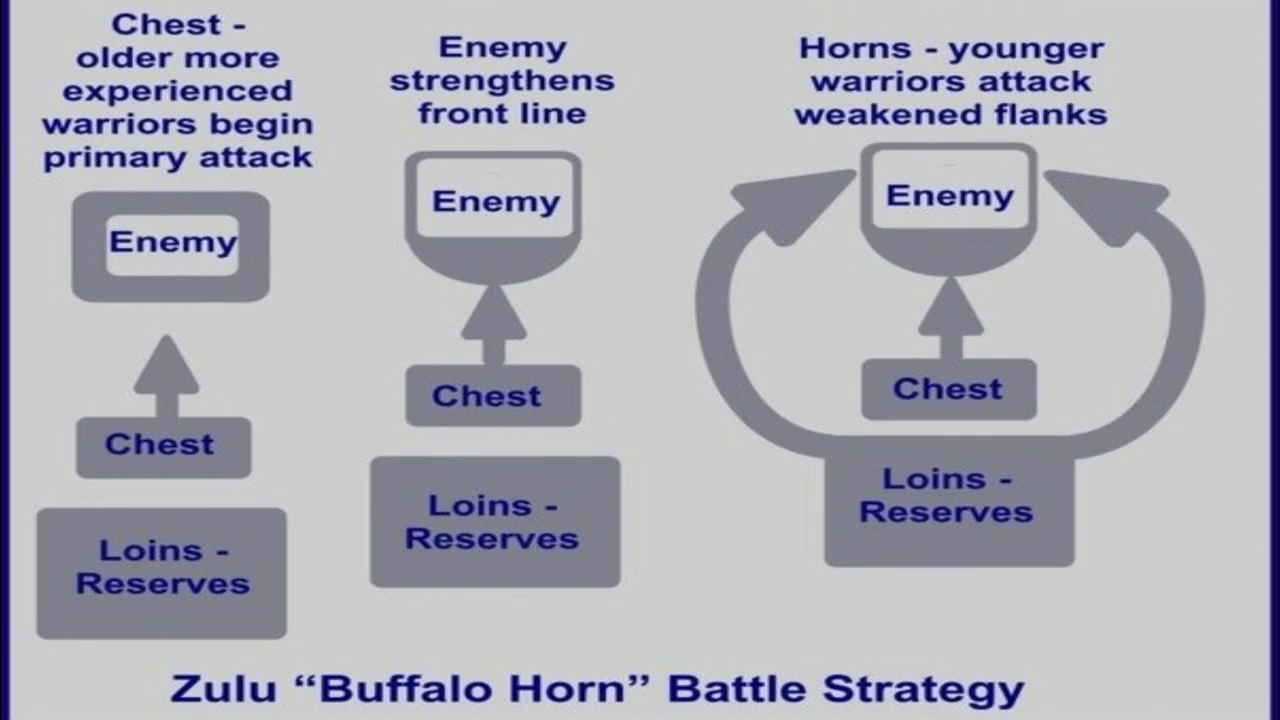 Chest -
older more
experienced
warriors begin
primary attack
Enemy
Chest
Loins -
Reserves
Enemy
strengthens
front line
Enemy
Chest
Loins -
Reserves
Horns - younger
warriors attack
weakened flanks
Enemy
Chest
Loins -
Reserves
Zulu “Buffalo Horn” Battle Strategy